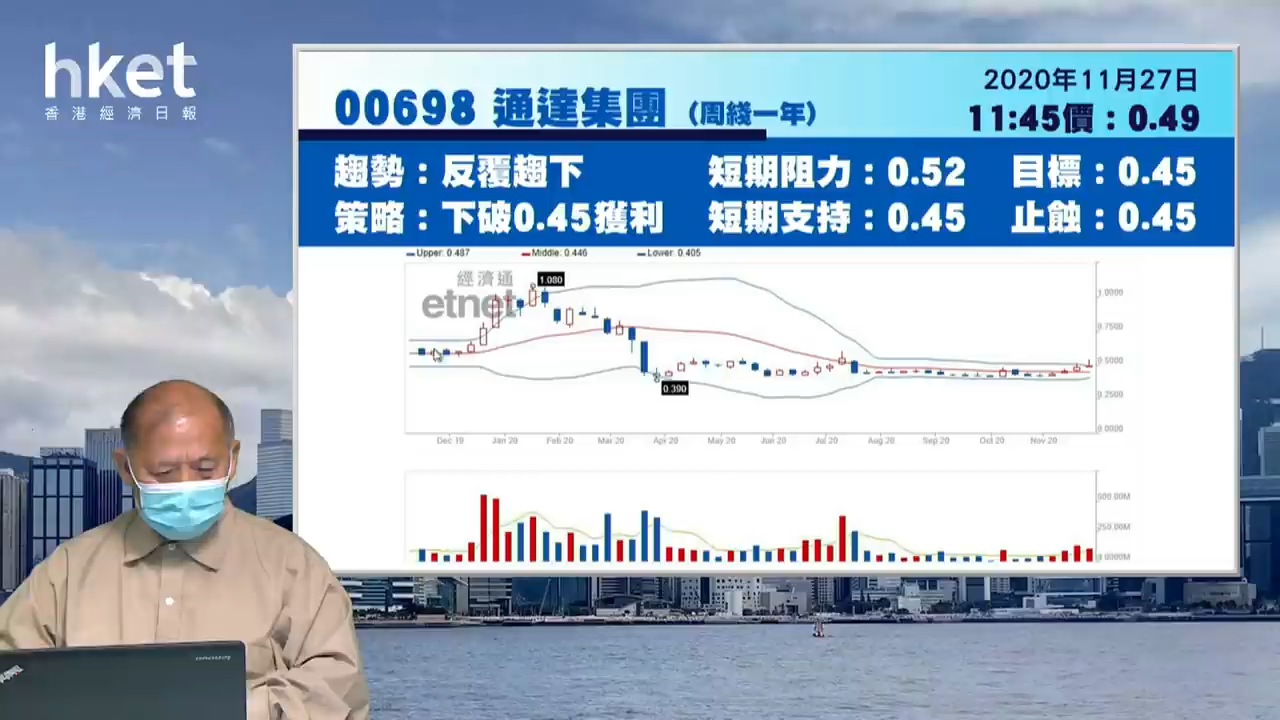 hket
香港經濟日報
00698 通達集團 (周綫一年)
2020年11月27日
11:45價：0.49
趨勢：反覆趨下
短期阻力：0.52
目標：0.45
策略：下破0.45獲利
短期支持：0.45
止蝕：0.45
Upper: 0.487
Middle: 0.446
Lower: 0.405
經濟通
etnet
1.080
0.390
1.0000
0.7500
0.5000
0.2500
0.0000
Dec 19
Jan 20
Feb 20
Mar 20
Apr 20
May 20
Jun 20
Jul 20
Aug 20
Sep 20
Oct 20
Nov 20
500.00M
250.00M
0.0000M